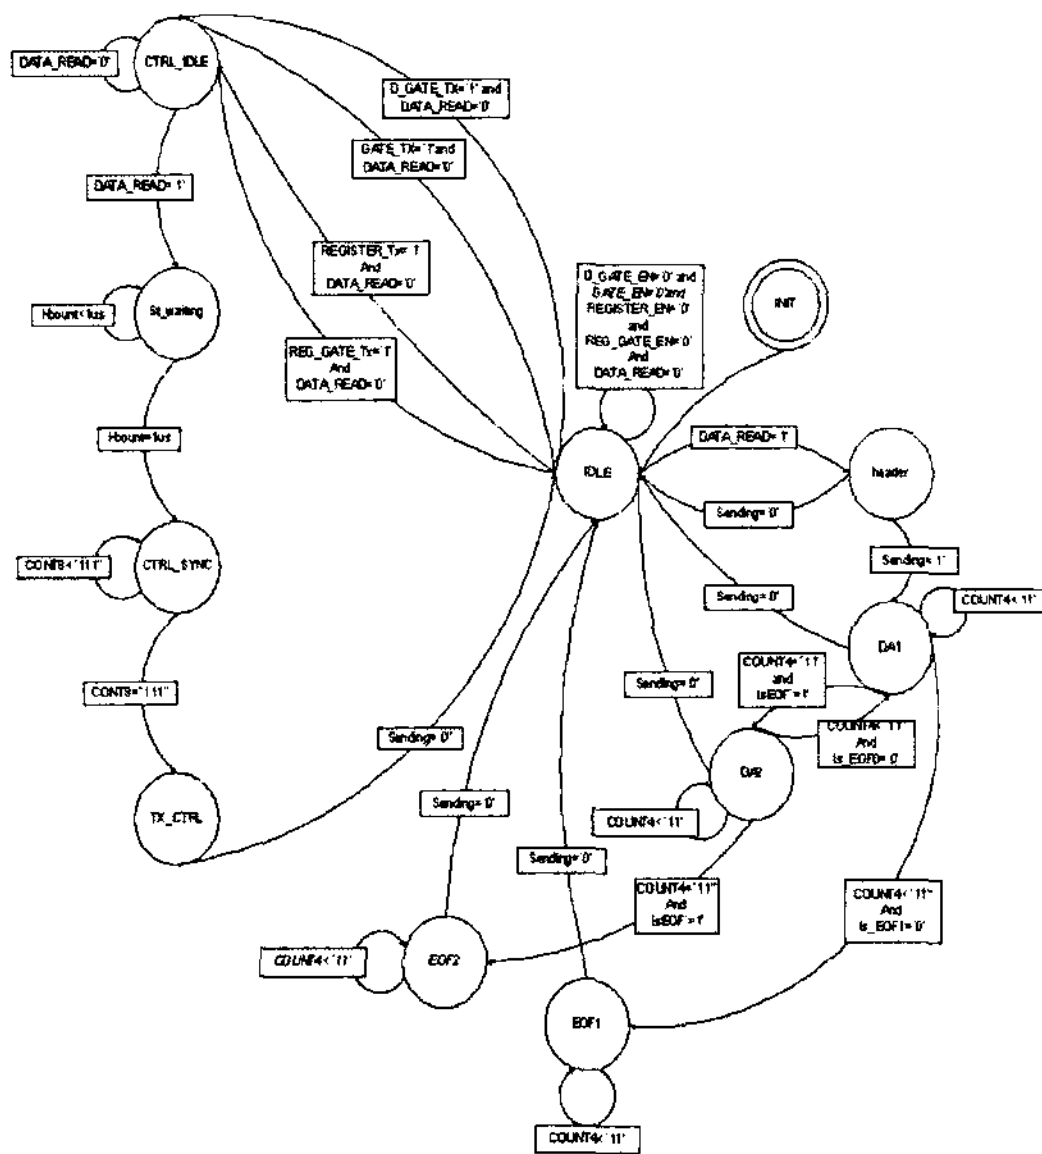 DATA_READ='0'
CTRL_IDLE
D_GATE_TX='1' and
DATA_READ='0'
GATE_TX='1'and
DATA_READ='0'
DATA_READ='1'
REGISTER_Tx='1'
And
DATA_READ='0'
REG_GATE_Tx='1'
And
DATA_READ='0'
D_GATE_EN='0' and
GATE_EN='0'and
REGISTER_EN='0'
and
REG_GATE_EN='0'
And
DATA_READ='0'
INIT
St_waiting
Hcount<1us
Hcount=1us
IDLE
DATA_READ='1'
header
Sending='0'
CTRL_SYNC
Sending='1'
Sending='0'
COUNT4<'11'
DA1
COUNT4='11'
and
isEOF='1'
Sending='0'
And
Is_EOF0='0'
DA2
Sending='0'
TX_CTRL
COUNT4<'11'
Sending='0'
Sending='0'
COUNT4='11'
And
isEOF='1'
COUNT4<'11'
And
Is_EOF1='0'
COUNT4<'11'
EOF2
EOF1
COUNT4<'11'